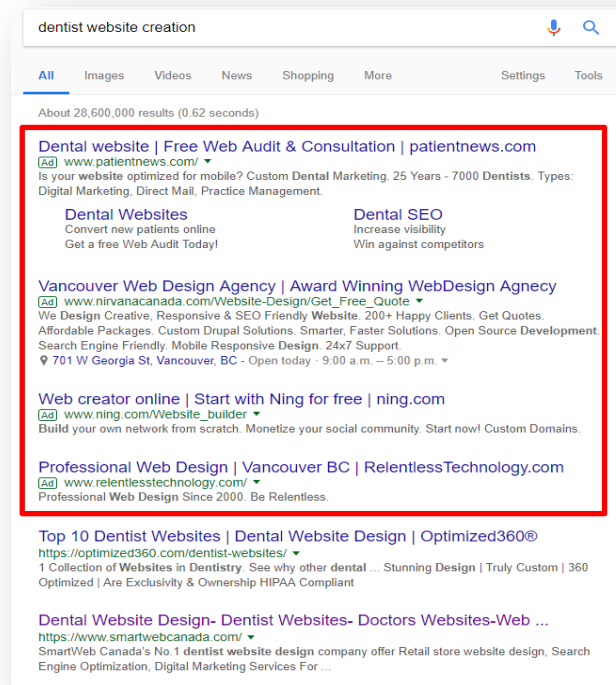 dentist website creation
All Images Videos News Shopping More Settings Tools
About 28,600,000 results (0.62 seconds)
Dental website | Free Web Audit & Consultation | patientnews.com
Ad www.patientnews.com/
Is your website optimized for mobile? Custom Dental Marketing. 25 Years - 7000 Dentists. Types:
Digital Marketing, Direct Mail, Practice Management.
Dental Websites Dental SEO
Convert new patients online Increase visibility
Get a free Web Audit Today! Win against competitors
Vancouver Web Design Agency | Award Winning WebDesign Agnecy
Ad www.nirvanacanada.com/Website-Design/Get_Free_Quote
We Design Creative, Responsive & SEO Friendly Website. 200+ Happy Clients. Get Quotes.
Affordable Packages. Custom Drupal Solutions. Smarter, Faster Solutions. Open Source Development.
Search Engine Friendly. Mobile Responsive Design. 24x7 Support.
701 W Georgia St, Vancouver, BC - Open today · 9:00 a.m. – 5:00 p.m.
Web creator online | Start with Ning for free | ning.com
Ad www.ning.com/Website_builder
Build your own network from scratch. Monetize your social community. Start now! Custom Domains.
Professional Web Design | Vancouver BC | RelentlessTechnology.com
Ad www.relentlesstechnology.com/
Professional Web Design Since 2000. Be Relentless.
Top 10 Dentist Websites | Dental Website Design | Optimized360®
https://optimized360.com/dentist-websites/
1 Collection of Websites in Dentistry. See why other dental ... Stunning Design | Truly Custom | 360
Optimized | Are Exclusivity & Ownership HIPAA Compliant
Dental Website Design- Dentist Websites- Doctors Websites-Web ...
https://www.smartwebcanada.com/
SmartWeb Canada's No.1 dentist website design company offer Retail store website design, Search
Engine Optimization, Digital Marketing Services For ...